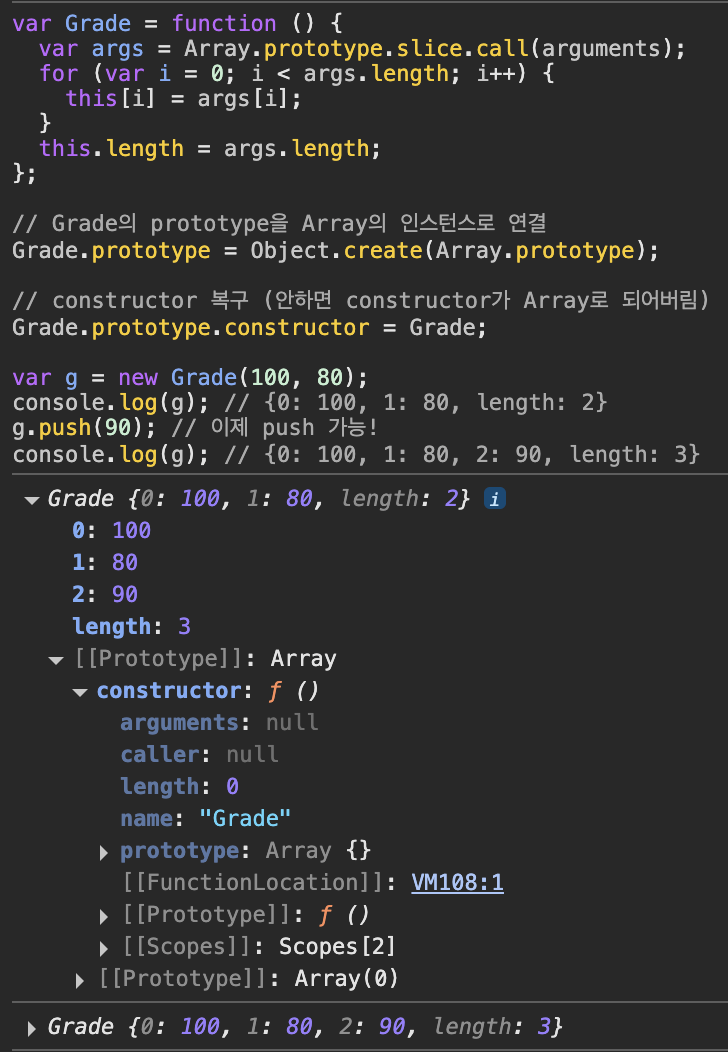 var Grade = function () {
  var args = Array.prototype.slice.call(arguments);
  for (var i = 0; i < args.length; i++) {
    this[i] = args[i];
  }
  this.length = args.length;
};

// Grade의 prototype을 Array의 인스턴스로 연결
Grade.prototype = Object.create(Array.prototype);

// constructor 복구 (안하면 constructor가 Array로 되어버림)
Grade.prototype.constructor = Grade;

var g = new Grade(100, 80);
console.log(g); // {0: 100, 1: 80, length: 2}
g.push(90); // 이제 push 가능!
console.log(g); // {0: 100, 1: 80, 2: 90, length: 3}
▼ Grade {0: 100, 1: 80, length: 2} i
0: 100
1: 80
2: 90
length: 3
▼ [[Prototype]]: Array
▼ constructor: ƒ ()
arguments: null
caller: null
length: 0
name: "Grade"
▶ prototype: Array {}
[[FunctionLocation]]: VM108:1
▶ [[Prototype]]: ƒ ()
▶ [[Scopes]]: Scopes[2]
▶ [[Prototype]]: Array(0)
▶ Grade {0: 100, 1: 80, 2: 90, length: 3}